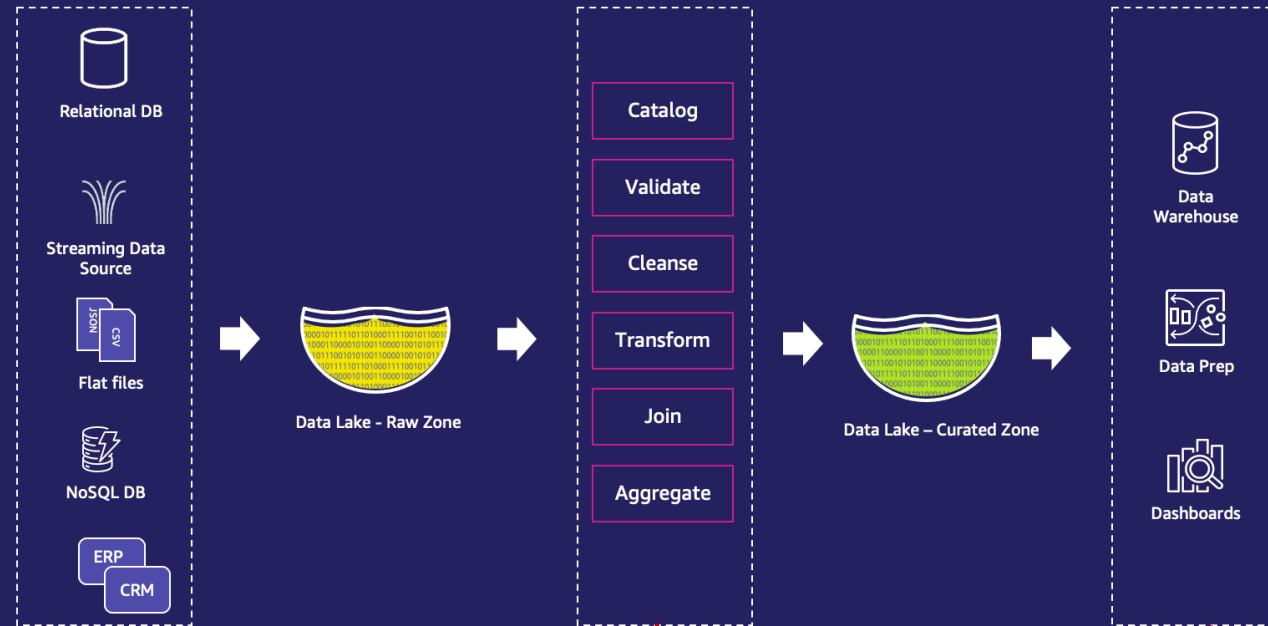 Relational DB
Streaming Data
Source
JSON
CSV
Flat files
NoSQL DB
ERP
CRM
Data Lake - Raw Zone
Catalog
Validate
Cleanse
Transform
Join
Aggregate
Data Lake – Curated Zone
Data
Warehouse
Data Prep
Dashboards